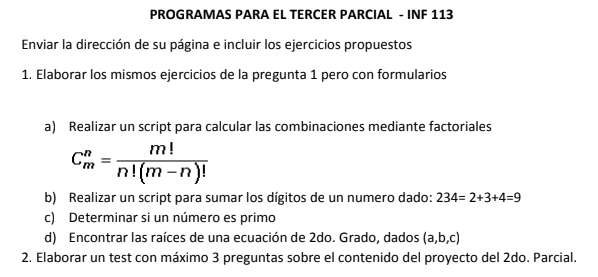 PROGRAMAS PARA EL TERCER PARCIAL - INF 113
Enviar la dirección de su página e incluir los ejercicios propuestos
1. Elaborar los mismos ejercicios de la pregunta 1 pero con formularios
a) Realizar un script para calcular las combinaciones mediante factoriales
C_m^n = m! / n!(m-n)!
b) Realizar un script para sumar los dígitos de un numero dado: 234= 2+3+4=9
c) Determinar si un número es primo
d) Encontrar las raíces de una ecuación de 2do. Grado, dados (a,b,c)
2. Elaborar un test con máximo 3 preguntas sobre el contenido del proyecto del 2do. Parcial.